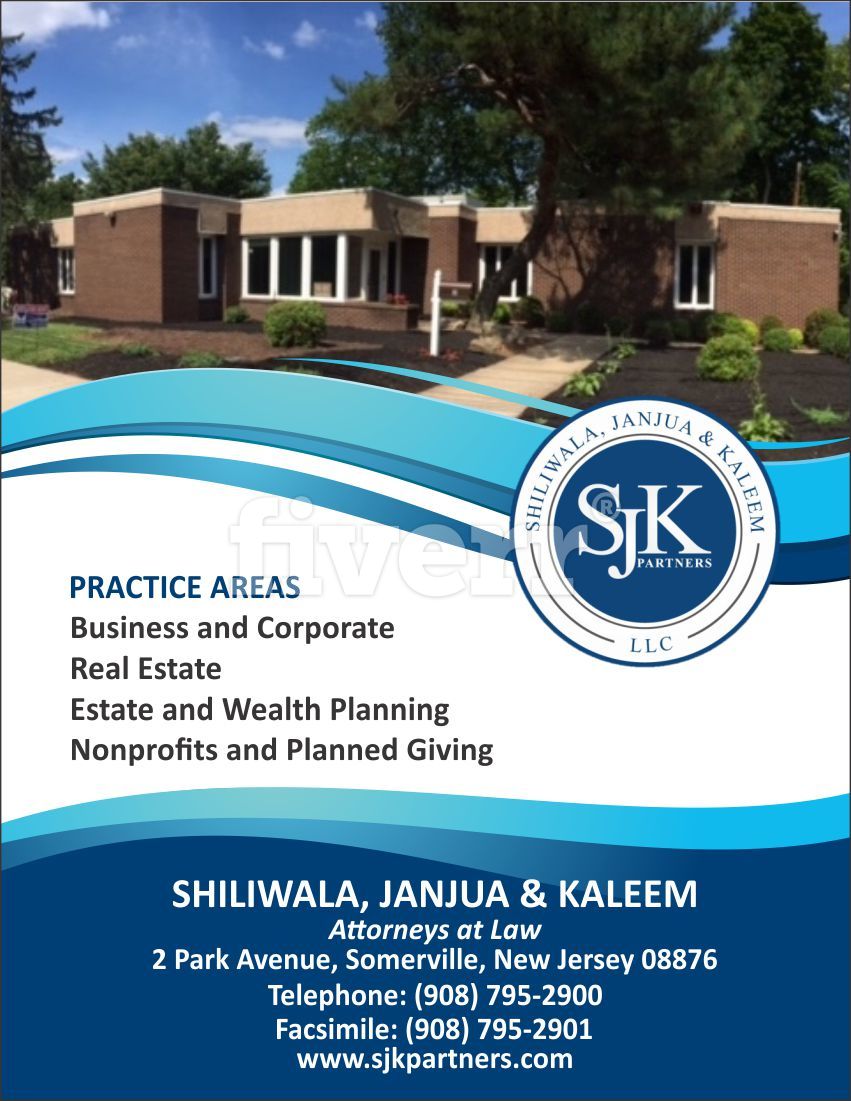 SHILIWALA, JANJUA & KALEEM
SJK
PARTNERS
LLC
fiverr®
PRACTICE AREAS
Business and Corporate
Real Estate
Estate and Wealth Planning
Nonprofits and Planned Giving
SHILIWALA, JANJUA & KALEEM
Attorneys at Law
2 Park Avenue, Somerville, New Jersey 08876
Telephone: (908) 795-2900
Facsimile: (908) 795-2901
www.sjkpartners.com